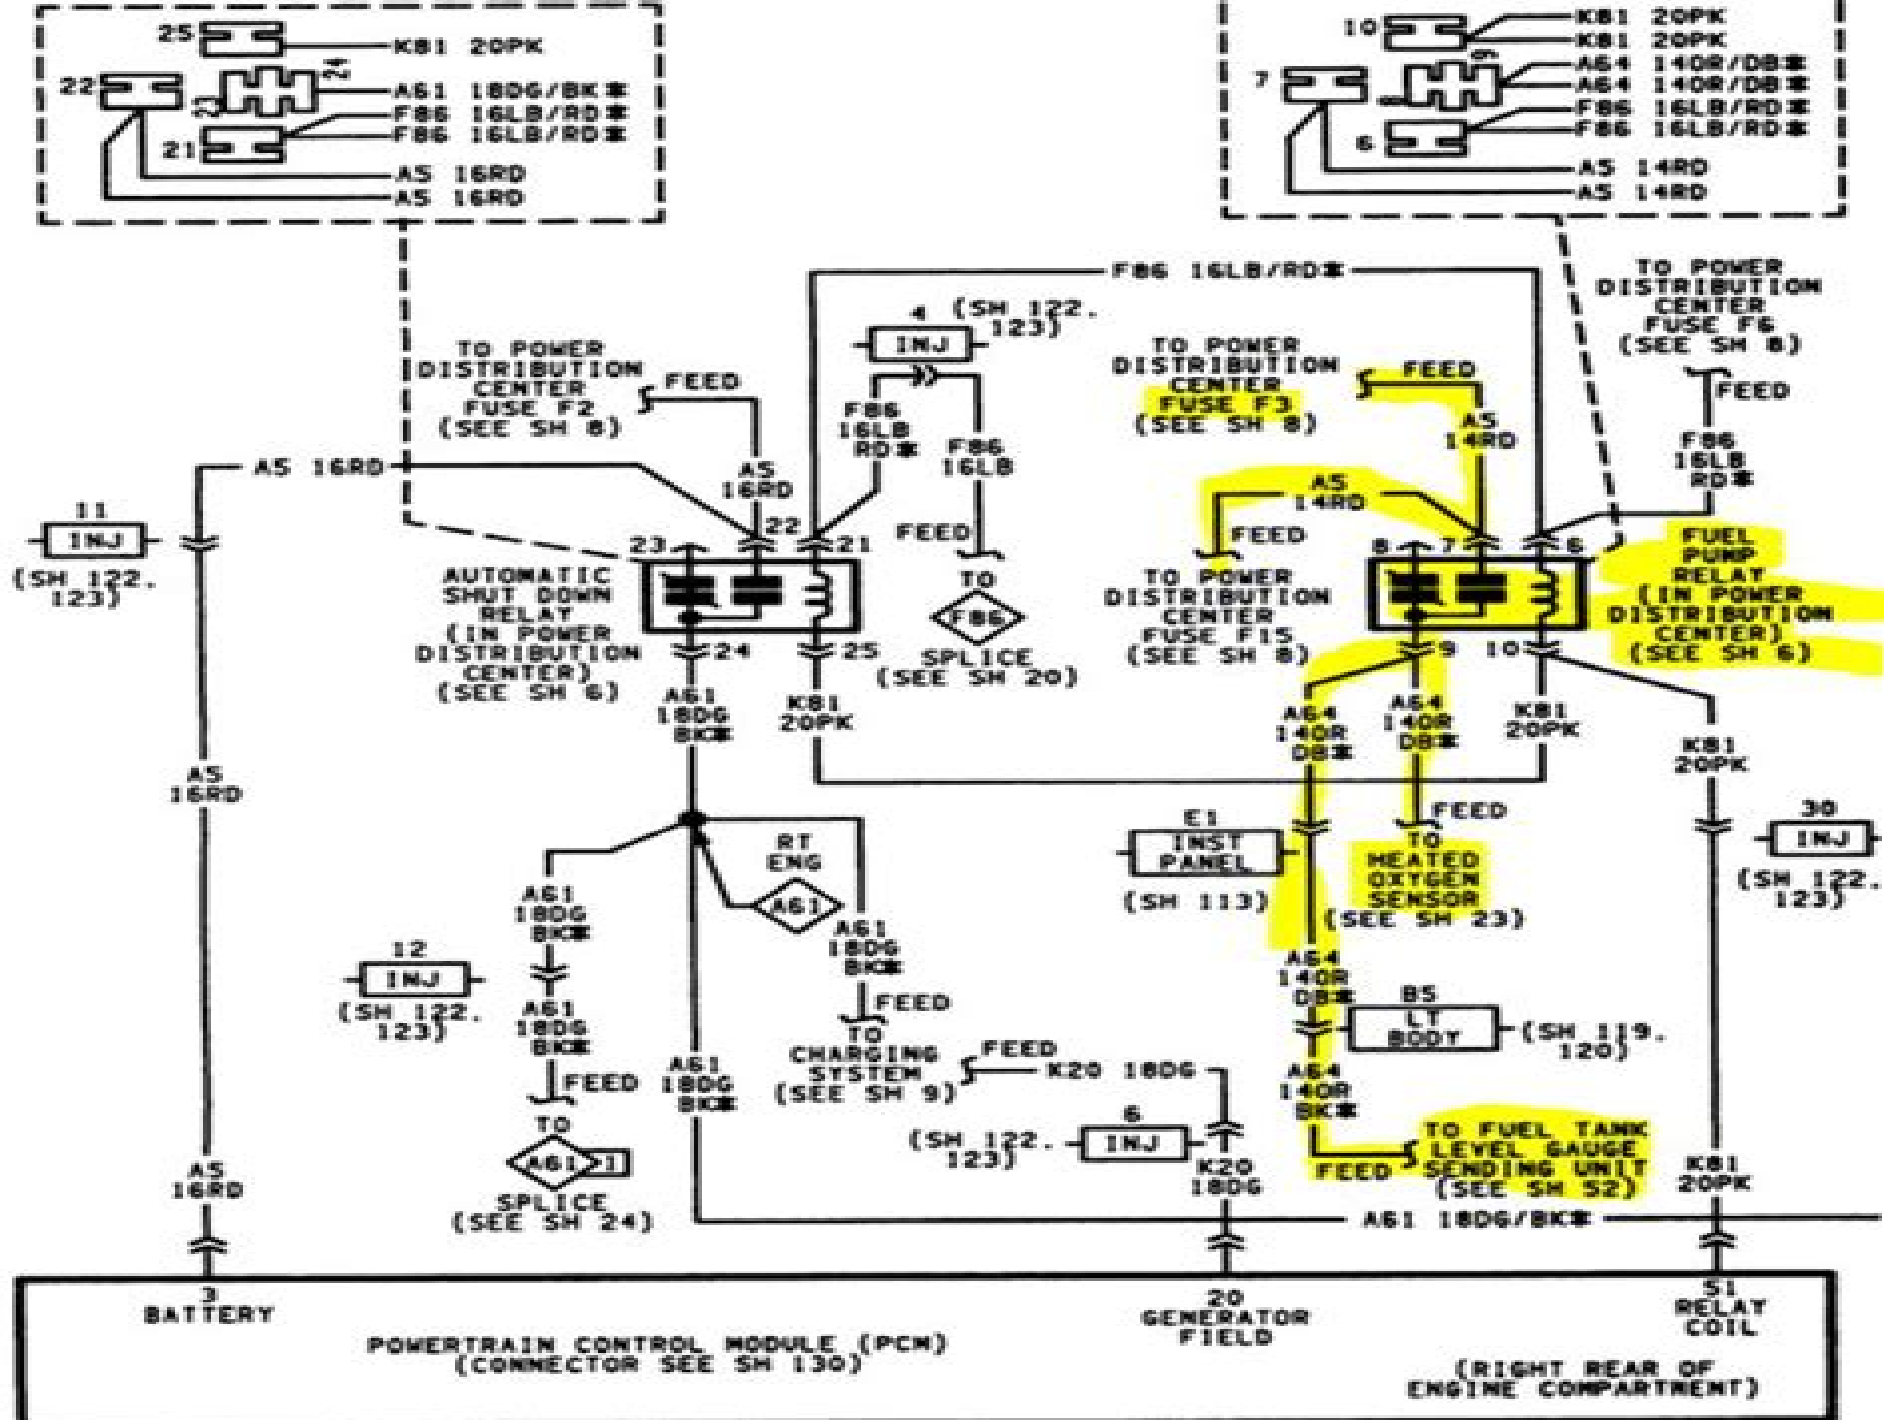 25
K81 20PK
24
22
A61 18DG/BK*
23
F86 16LB/RD*
F86 16LB/RD*
21
A5 16RD
A5 16RD
K81 20PK
10
K81 20PK
9
A64 14OR/DB*
7
A64 14OR/DB*
8
F86 16LB/RD*
F86 16LB/RD*
6
A5 14RD
A5 14RD
F86 16LB/RD*
TO POWER
DISTRIBUTION
CENTER
FUSE F6
(SEE SH 8)
FEED
F86
16LB
RD*
4
(SH 122,
123)
INJ
TO POWER
DISTRIBUTION
CENTER
FUSE F2
(SEE SH 8)
FEED
F86
16LB
RD*
F86
16LB
TO POWER
DISTRIBUTION
CENTER
FUSE F3
(SEE SH 8)
FEED
A5
14RD
A5 16RD
A5
16RD
A5
14RD
11
INJ
(SH 122,
123)
22
23
21
FEED
FEED
8
7
6
FUEL
PUMP
RELAY
(IN POWER
DISTRIBUTION
CENTER)
(SEE SH 6)
AUTOMATIC
SHUT DOWN
RELAY
(IN POWER
DISTRIBUTION
CENTER)
(SEE SH 6)
TO
F86
SPLICE
(SEE SH 20)
TO POWER
DISTRIBUTION
CENTER
FUSE F15
(SEE SH 8)
24
25
9
10
A61
18DG
BK*
K81
20PK
A64
14OR
DB*
A64
14OR
DB*
K81
20PK
K81
20PK
A5
16RD
30
INJ
(SH 122,
123)
E1
INST
PANEL
(SH 113)
FEED
TO
HEATED
OXYGEN
SENSOR
(SEE SH 23)
RT
ENG
A61
A61
18DG
BK*
A61
18DG
BK*
12
INJ
(SH 122,
123)
A64
14OR
DB*
B5
LT
BODY
(SH 119,
120)
A61
18DG
BK*
FEED
TO
CHARGING
SYSTEM
(SEE SH 9)
FEED
K20 18DG
A61
18DG
BK*
FEED
TO
A61
1
SPLICE
(SEE SH 24)
A64
14OR
BK*
6
INJ
(SH 122,
123)
K20
18DG
FEED
TO FUEL TANK
LEVEL GAUGE
SENDING UNIT
(SEE SH 52)
K81
20PK
A5
16RD
A61 18DG/BK*
3
BATTERY
20
GENERATOR
FIELD
51
RELAY
COIL
POWERTRAIN CONTROL MODULE (PCM)
(CONNECTOR SEE SH 130)
(RIGHT REAR OF
ENGINE COMPARTMENT)